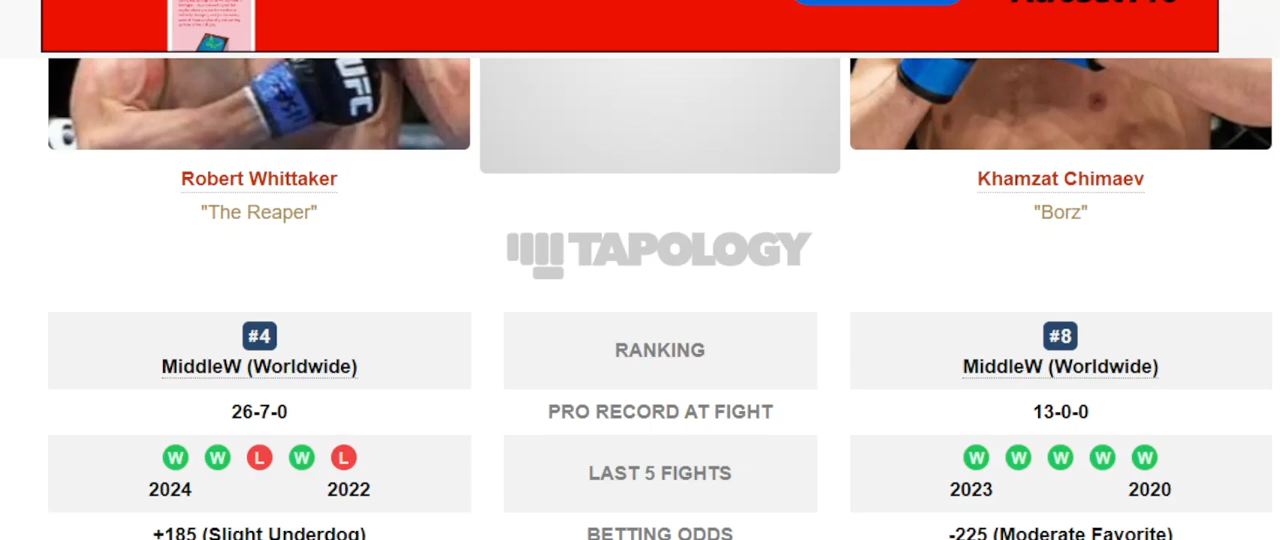 UFC
Robert Whittaker
"The Reaper"
Khamzat Chimaev
"Borz"
TAPOLOGY
#4
MiddleW (Worldwide)
RANKING
#8
MiddleW (Worldwide)
26-7-0
PRO RECORD AT FIGHT
13-0-0
W W L W L
2024 2022
LAST 5 FIGHTS
W W W W W
2023 2020
+185 (Slight Underdog)
BETTING ODDS
-225 (Moderate Favorite)